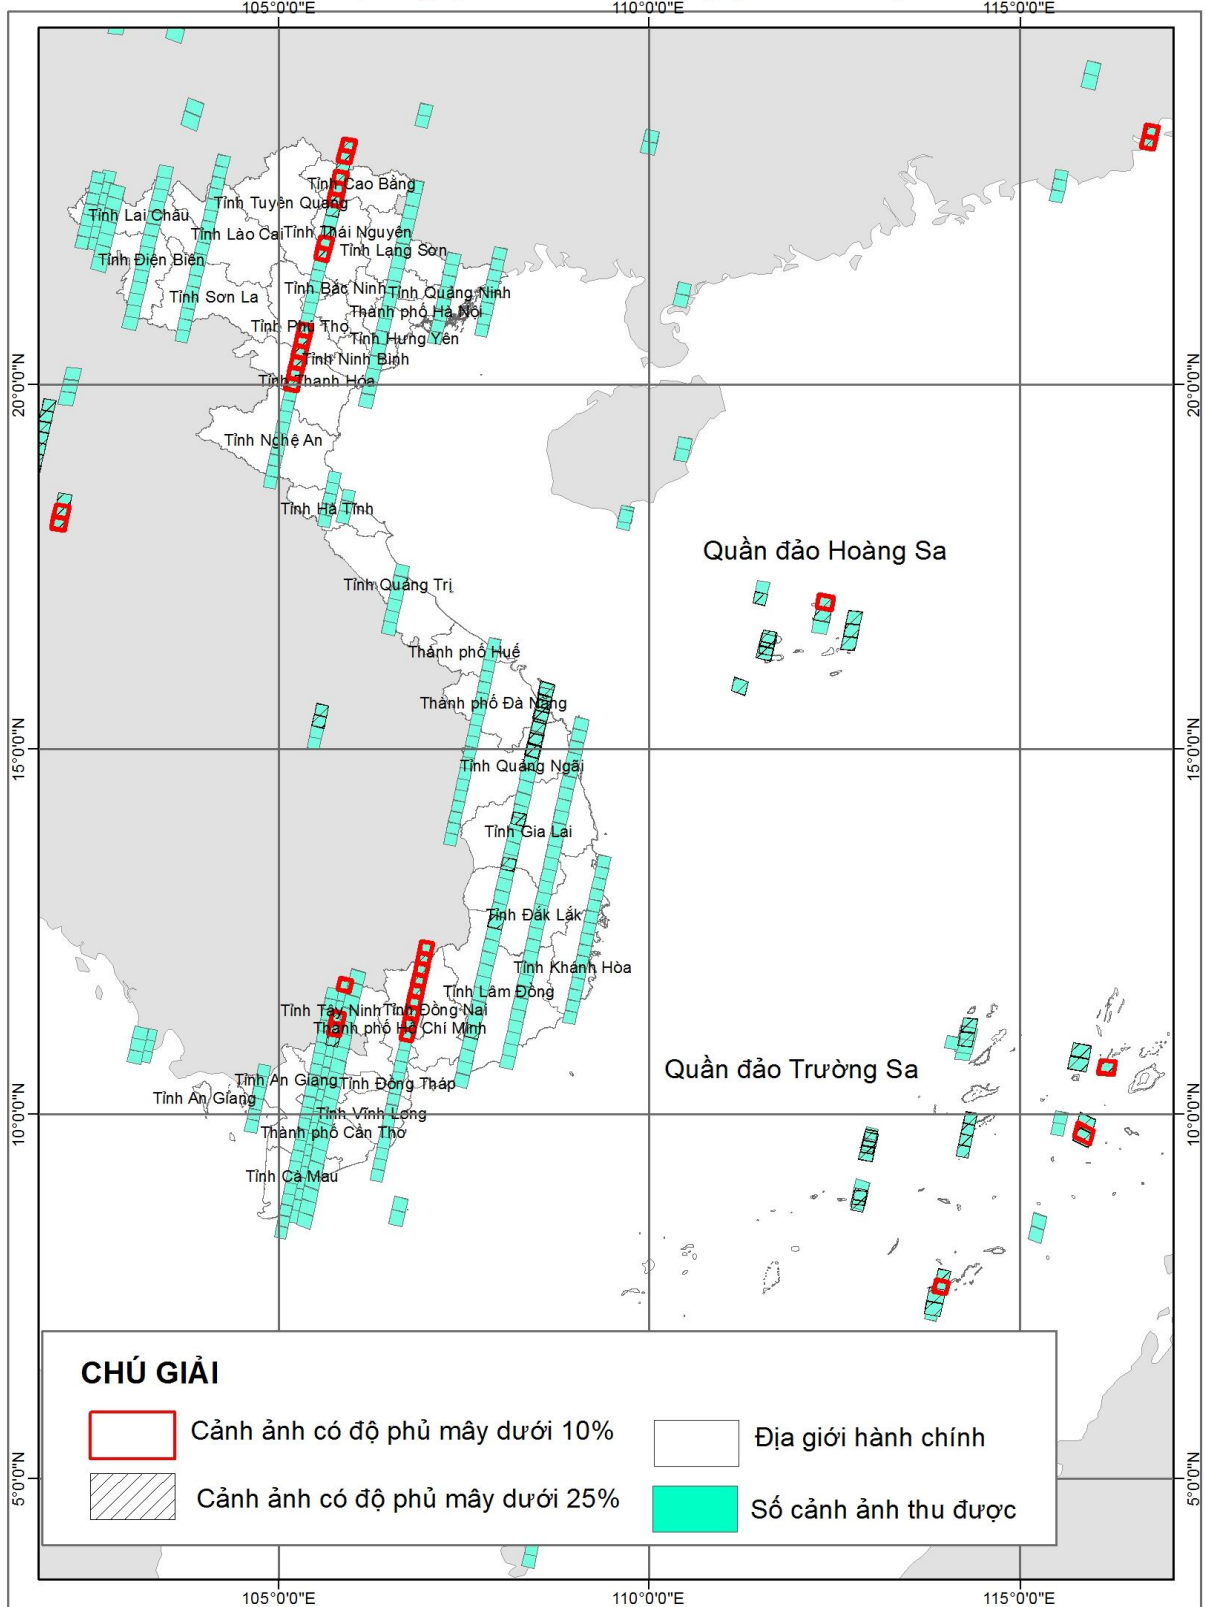 105°0'0"E 110°0'0"E 115°0'0"E
Tỉnh Cao Bằng
Tỉnh Tuyên Quang
Tỉnh Lai Châu
Tỉnh Lào Cai
Tỉnh Thái Nguyên
Tỉnh Lạng Sơn
Tỉnh Điện Biên
Tỉnh Bắc Ninh
Tỉnh Quảng Ninh
Tỉnh Sơn La
Thành phố Hà Nội
Tỉnh Phú Thọ
Tỉnh Hưng Yên
Tỉnh Ninh Bình
Tỉnh Thanh Hóa
20°0'0"N 20°0'0"N
Tỉnh Nghệ An
Tỉnh Hà Tĩnh
Quần đảo Hoàng Sa
Tỉnh Quảng Trị
Thành phố Huế
Thành phố Đà Nẵng
15°0'0"N 15°0'0"N
Tỉnh Quảng Ngãi
Tỉnh Gia Lai
Tỉnh Đắk Lắk
Tỉnh Khánh Hòa
Tỉnh Lâm Đồng
Tỉnh Tây Ninh
Tỉnh Đồng Nai
Thành phố Hồ Chí Minh
Quần đảo Trường Sa
Tỉnh An Giang
Tỉnh Đồng Tháp
Tỉnh An Giang
10°0'0"N 10°0'0"N
Tỉnh Vĩnh Long
Thành phố Cần Thơ
Tỉnh Cà Mau
CHÚ GIẢI
Cảnh ảnh có độ phủ mây dưới 10%
Địa giới hành chính
Cảnh ảnh có độ phủ mây dưới 25%
Số cảnh ảnh thu được
5°0'0"N 5°0'0"N
105°0'0"E 110°0'0"E 115°0'0"E